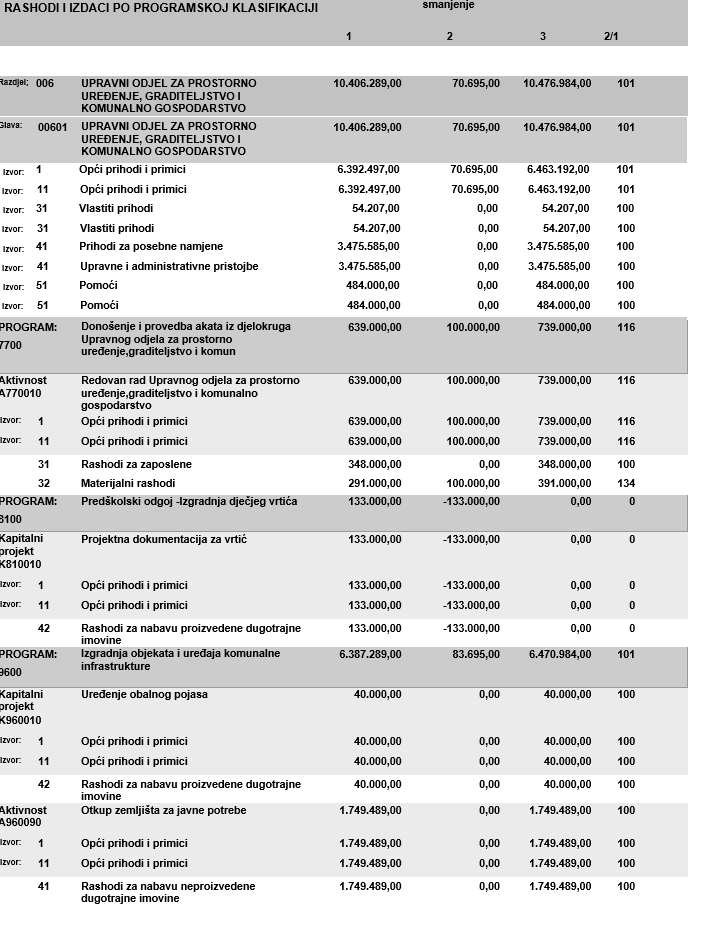 smanjenje
RASHODI I IZDACI PO PROGRAMSKOJ KLASIFIKACIJI
1 2 3 2/1
Razdjel: 006 UPRAVNI ODJEL ZA PROSTORNO 10.406.289,00 70.695,00 10.476.984,00 101
UREĐENJE, GRADITELJSTVO I
KOMUNALNO GOSPODARSTVO
Glava: 00601 UPRAVNI ODJEL ZA PROSTORNO 10.406.289,00 70.695,00 10.476.984,00 101
UREĐENJE, GRADITELJSTVO I
KOMUNALNO GOSPODARSTVO
Izvor: 1 Opći prihodi i primici 6.392.497,00 70.695,00 6.463.192,00 101
Izvor: 11 Opći prihodi i primici 6.392.497,00 70.695,00 6.463.192,00 101
Izvor: 31 Vlastiti prihodi 54.207,00 0,00 54.207,00 100
Izvor: 31 Vlastiti prihodi 54.207,00 0,00 54.207,00 100
Izvor: 41 Prihodi za posebne namjene 3.475.585,00 0,00 3.475.585,00 100
Izvor: 41 Upravne i administrativne pristojbe 3.475.585,00 0,00 3.475.585,00 100
Izvor: 51 Pomoći 484.000,00 0,00 484.000,00 100
Izvor: 51 Pomoći 484.000,00 0,00 484.000,00 100
PROGRAM: Donošenje i provedba akata iz djelokruga 639.000,00 100.000,00 739.000,00 116
Upravnog odjela za prostorno
7700 uređenje,graditeljstvo i komun
Aktivnost Redovan rad Upravnog odjela za prostorno 639.000,00 100.000,00 739.000,00 116
A770010 uređenje,graditeljstvo i komunalno
gospodarstvo
Izvor: 1 Opći prihodi i primici 639.000,00 100.000,00 739.000,00 116
Izvor: 11 Opći prihodi i primici 639.000,00 100.000,00 739.000,00 116
31 Rashodi za zaposlene 348.000,00 0,00 348.000,00 100
32 Materijalni rashodi 291.000,00 100.000,00 391.000,00 134
PROGRAM: Predškolski odgoj -Izgradnja dječjeg vrtića 133.000,00 -133.000,00 0,00 0
8100
Kapitalni Projektna dokumentacija za vrtić 133.000,00 -133.000,00 0,00 0
projekt
K810010
Izvor: 1 Opći prihodi i primici 133.000,00 -133.000,00 0,00 0
Izvor: 11 Opći prihodi i primici 133.000,00 -133.000,00 0,00 0
42 Rashodi za nabavu proizvedene dugotrajne 133.000,00 -133.000,00 0,00 0
imovine
PROGRAM: Izgradnja objekata i uređaja komunalne 6.387.289,00 83.695,00 6.470.984,00 101
infrastrukture
9600
Kapitalni Uređenje obalnog pojasa 40.000,00 0,00 40.000,00 100
projekt
K960010
Izvor: 1 Opći prihodi i primici 40.000,00 0,00 40.000,00 100
Izvor: 11 Opći prihodi i primici 40.000,00 0,00 40.000,00 100
42 Rashodi za nabavu proizvedene dugotrajne 40.000,00 0,00 40.000,00 100
imovine
Aktivnost Otkup zemljišta za javne potrebe 1.749.489,00 0,00 1.749.489,00 100
A960090
Izvor: 1 Opći prihodi i primici 1.749.489,00 0,00 1.749.489,00 100
Izvor: 11 Opći prihodi i primici 1.749.489,00 0,00 1.749.489,00 100
41 Rashodi za nabavu neproizvedene 1.749.489,00 0,00 1.749.489,00 100
dugotrajne imovine